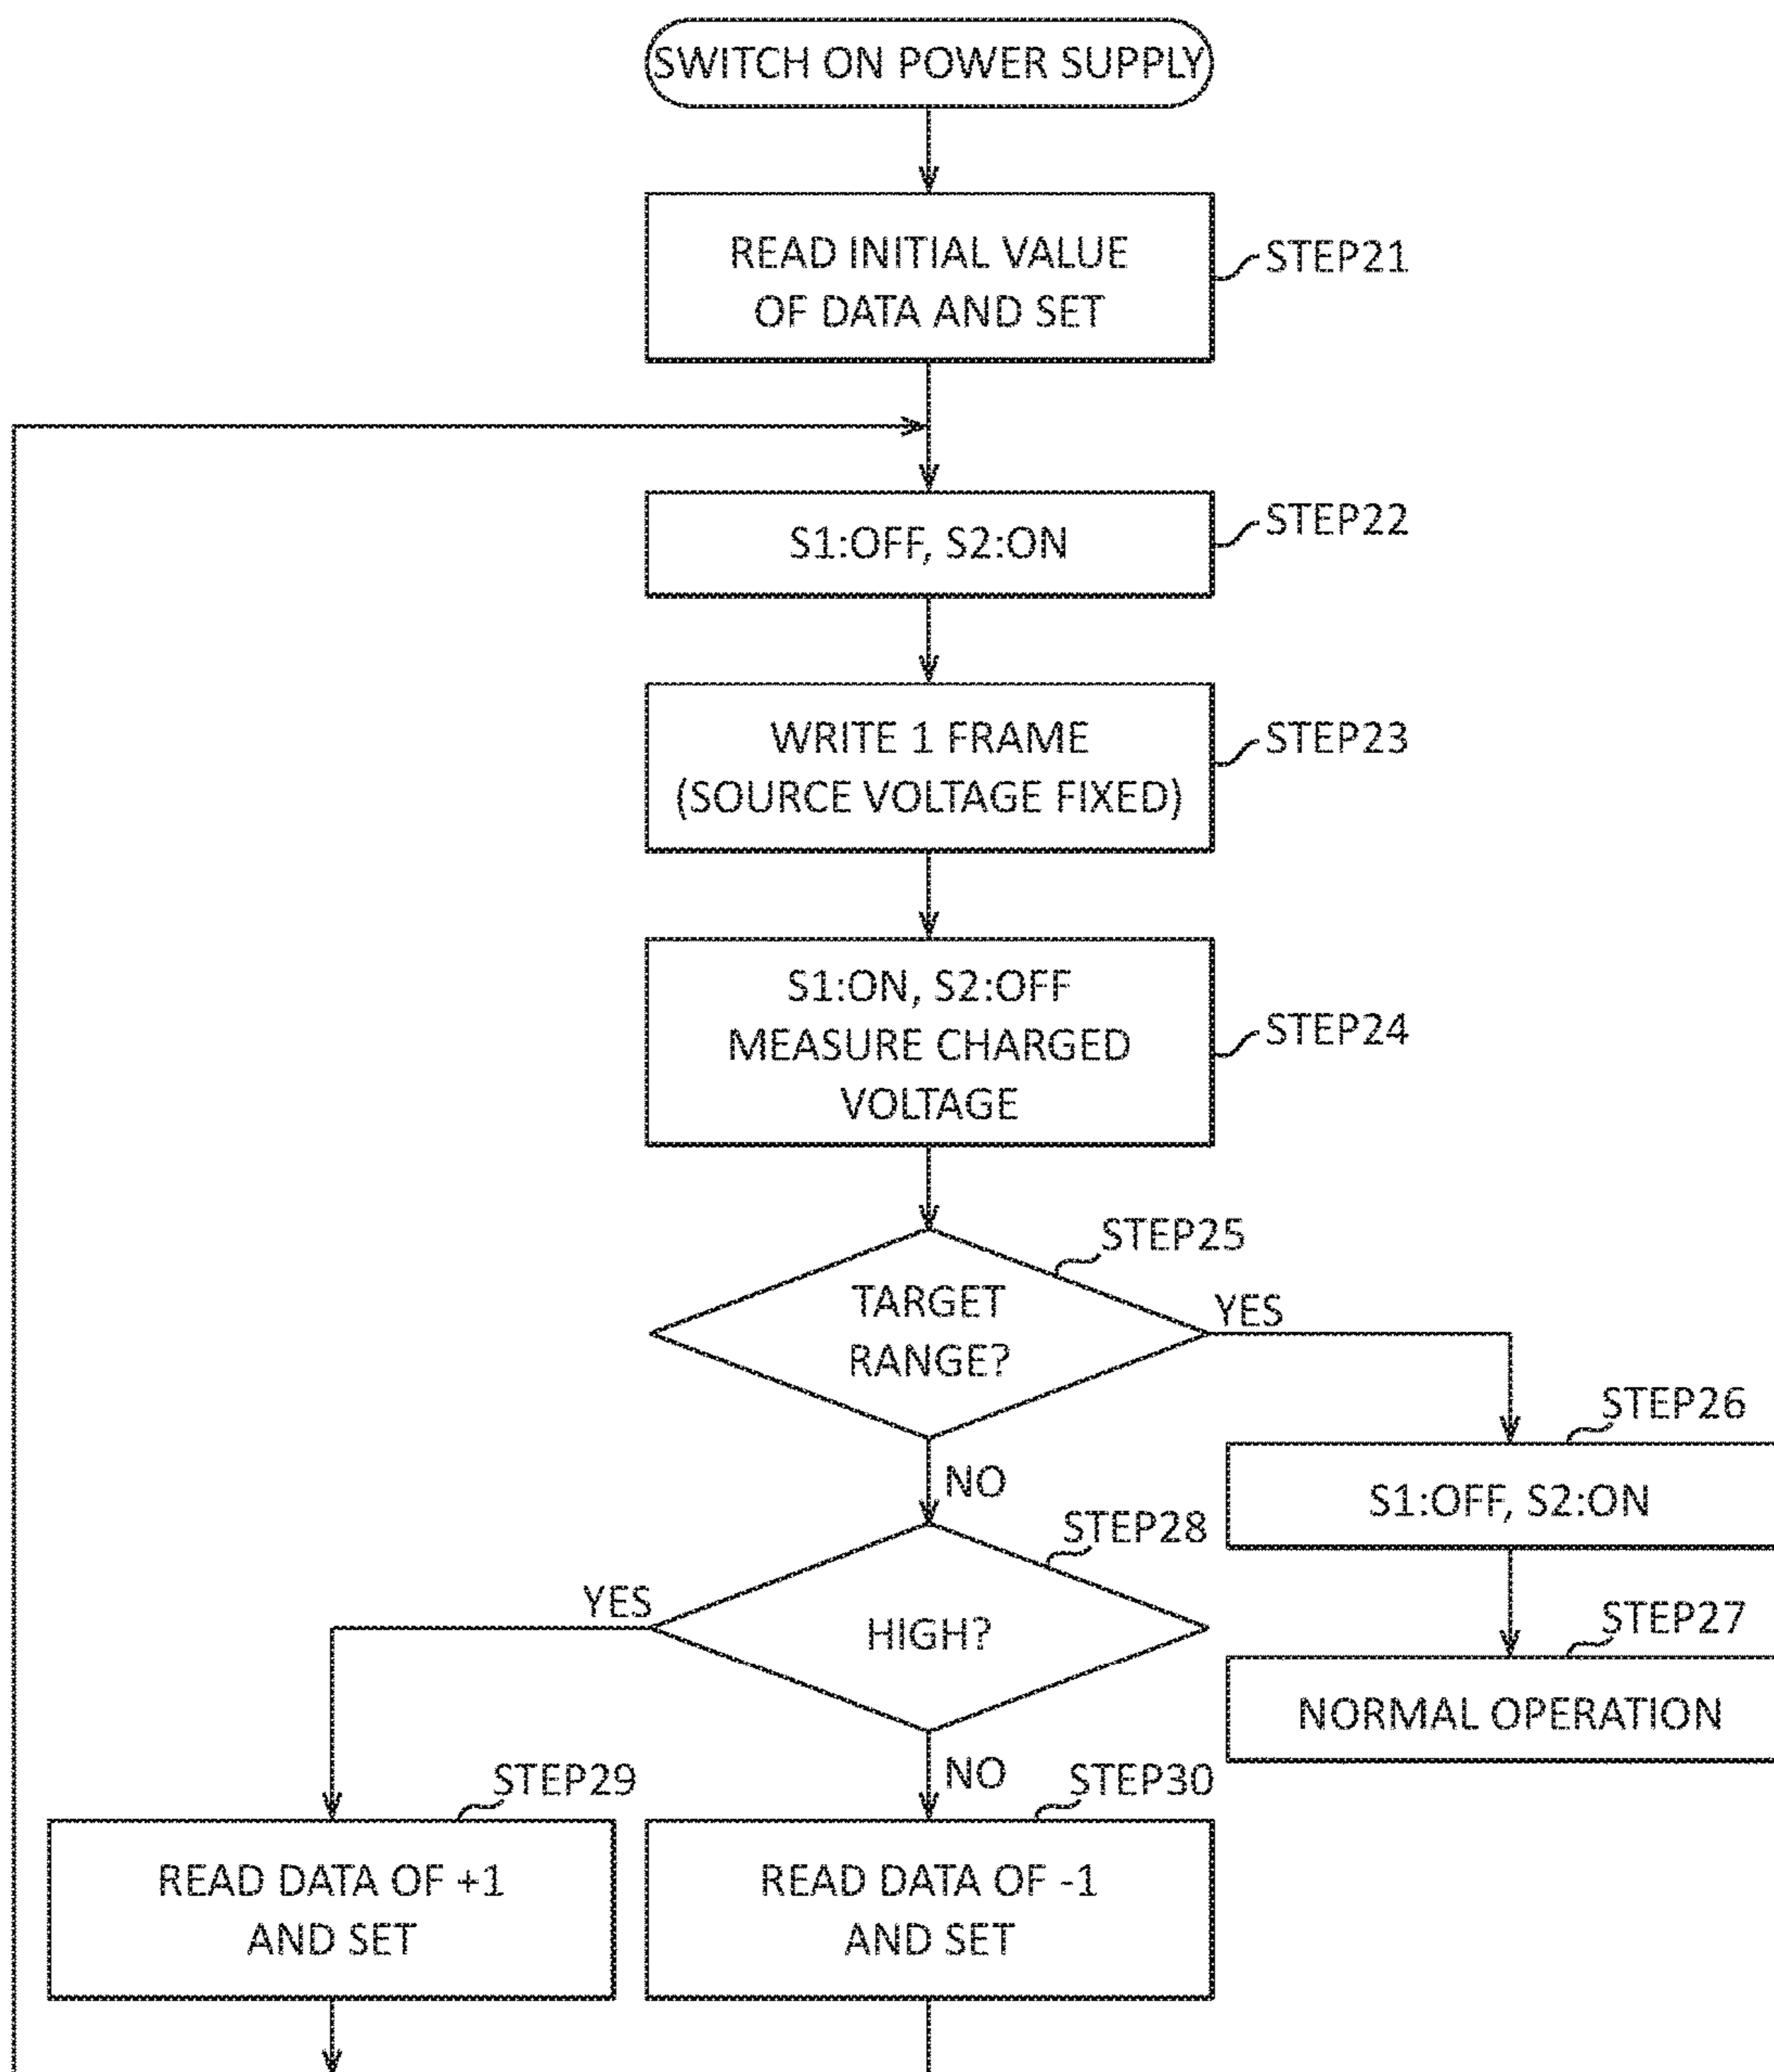 SWITCH ON POWER SUPPLY
READ INITIAL VALUE
OF DATA AND SET
STEP21
S1:OFF, S2:ON
STEP22
WRITE 1 FRAME
(SOURCE VOLTAGE FIXED)
STEP23
S1:ON, S2:OFF
MEASURE CHARGED
VOLTAGE
STEP24
STEP25
TARGET
RANGE?
YES
NO
STEP26
S1:OFF, S2:ON
STEP27
NORMAL OPERATION
STEP28
HIGH?
YES
NO
STEP29
READ DATA OF +1
AND SET
STEP30
READ DATA OF -1
AND SET